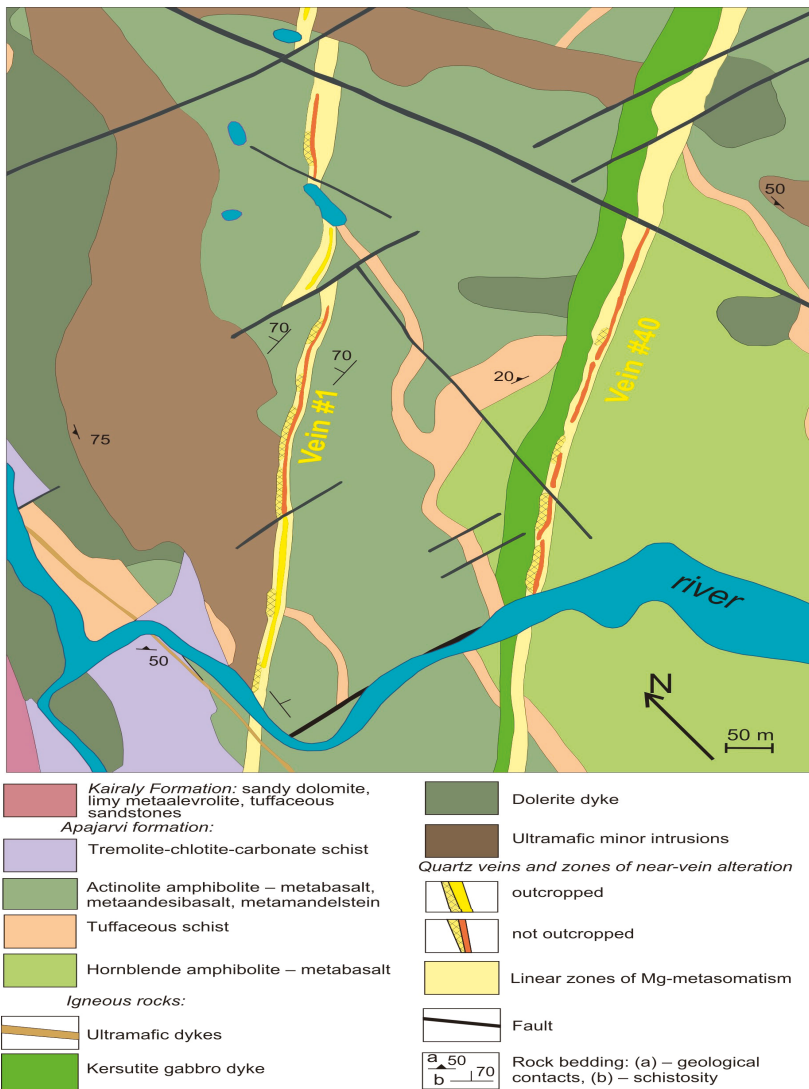 50
70
70
20
Vein #1
Vein #40
75
river
50
N
50 m
Kairaly Formation: sandy dolomite,
limy metaalevrolite, tuffaceous
sandstones
Apajarvi formation:
Tremolite-chlotite-carbonate schist
Actinolite amphibolite – metabasalt,
metaandesibasalt, metamandelstein
Tuffaceous schist
Hornblende amphibolite – metabasalt
Igneous rocks:
Ultramafic dykes
Kersutite gabbro dyke
Dolerite dyke
Ultramafic minor intrusions
Quartz veins and zones of near-vein alteration
outcropped
not outcropped
Linear zones of Mg-metasomatism
Fault
a 50
b 70
Rock bedding: (a) – geological
contacts, (b) – schistosity